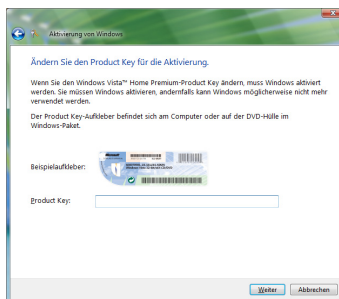 Aktivierung von Windows
Ändern Sie den Product Key für die Aktivierung.
Wenn Sie den Windows Vista™ Home Premium-Product Key ändern, muss Windows aktiviert
werden. Sie müssen Windows aktivieren, andernfalls kann Windows möglicherweise nicht mehr
verwendet werden.
Der Product Key-Aufkleber befindet sich am Computer oder auf der DVD-Hülle im
Windows-Paket.
Beispielaufkleber:
Product Key:
Weiter
Abbrechen